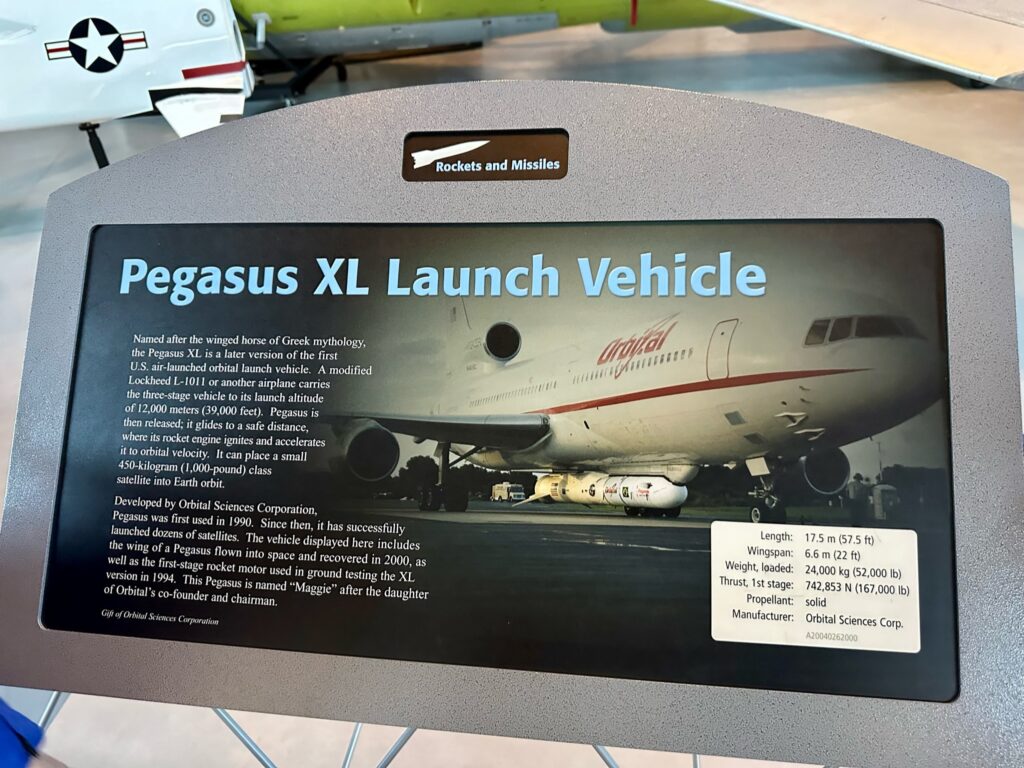 Rockets and Missiles
Pegasus XL Launch Vehicle
Named after the winged horse of Greek mythology,
the Pegasus XL is a later version of the first
U.S. air-launched orbital launch vehicle. A modified
Lockheed L-1011 or another airplane carries
the three-stage vehicle to its launch altitude
of 12,000 meters (39,000 feet). Pegasus is
then released; it glides to a safe distance,
where its rocket engine ignites and accelerates
it to orbital velocity. It can place a small
450-kilogram (1,000-pound) class
satellite into Earth orbit.
Developed by Orbital Sciences Corporation,
Pegasus was first used in 1990. Since then, it has successfully
launched dozens of satellites. The vehicle displayed here includes
the wing of a Pegasus flown into space and recovered in 2000, as
well as the first-stage rocket motor used in ground testing the XL
version in 1994. This Pegasus is named “Maggie” after the daughter
of Orbital’s co-founder and chairman.
Gift of Orbital Sciences Corporation
Orbital
Length: 17.5 m (57.5 ft)
Wingspan: 6.6 m (22 ft)
Weight, loaded: 24,000 kg (52,000 lb)
Thrust, 1st stage: 742,853 N (167,000 lb)
Propellant: solid
Manufacturer: Orbital Sciences Corp.
A20040262000